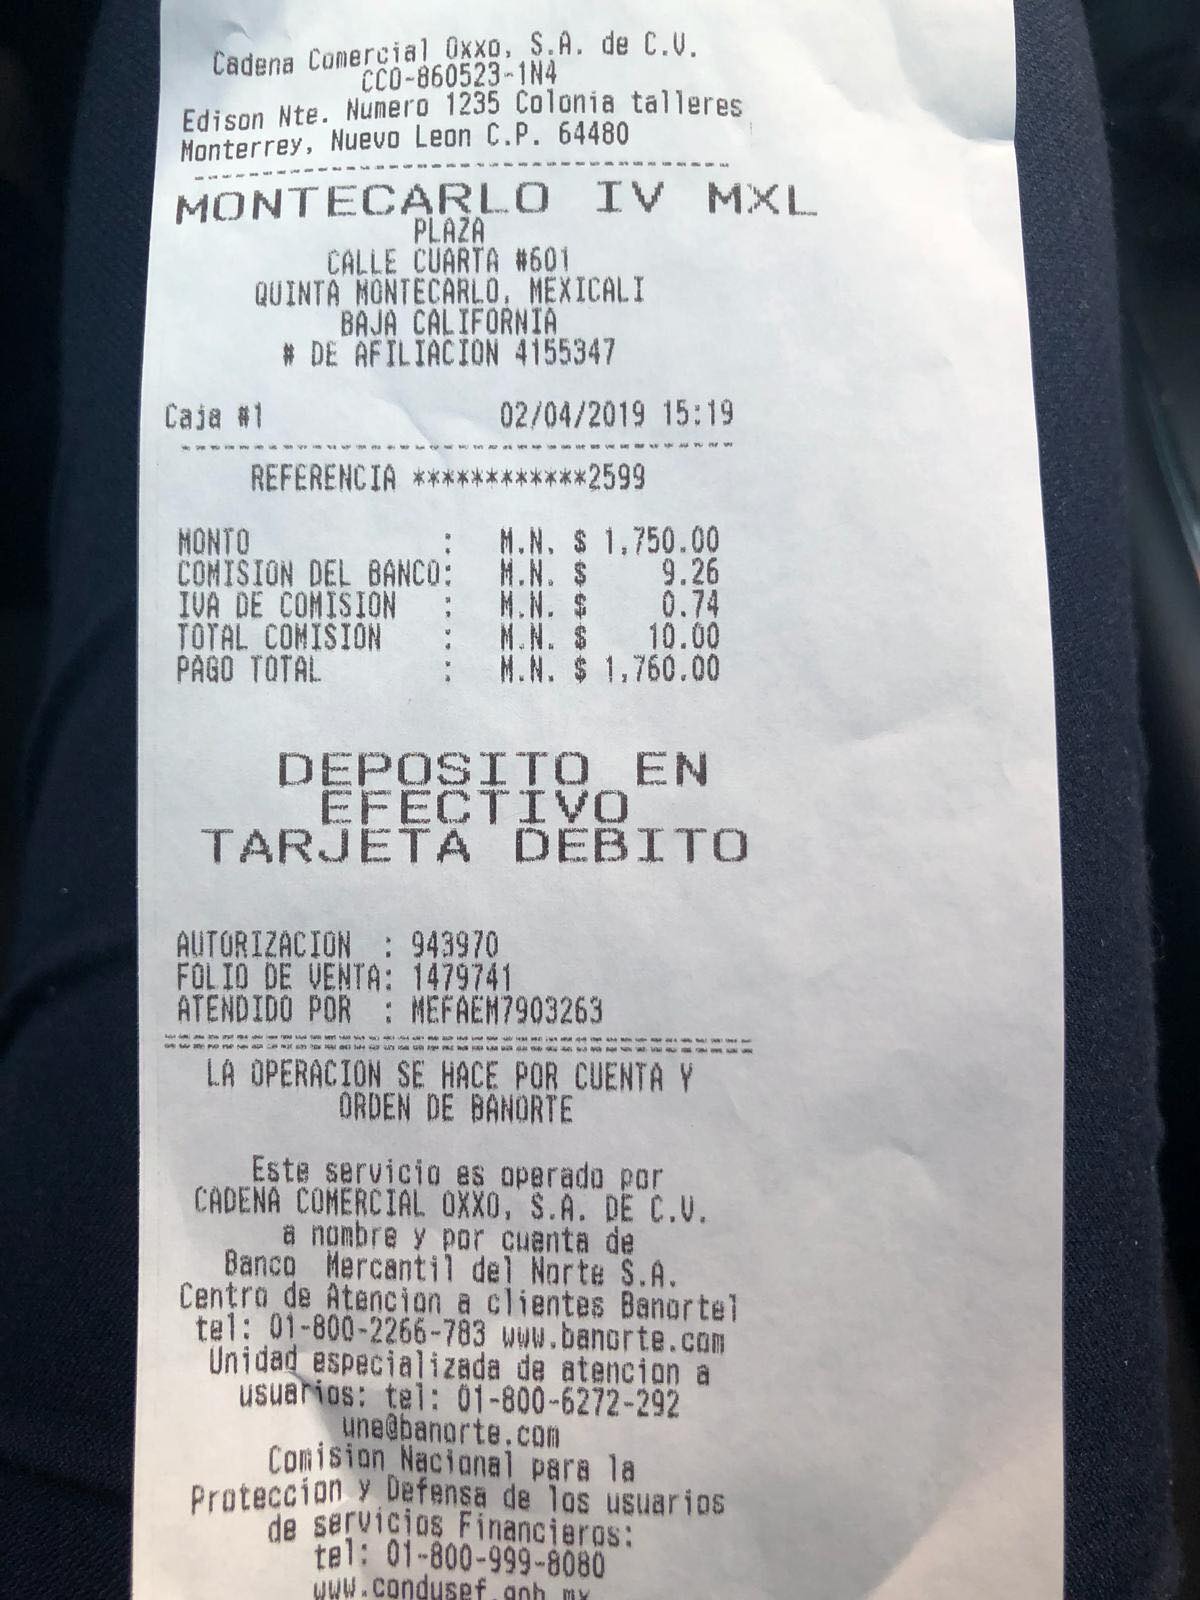 Cadena Comercial Oxxo, S.A. de C.V.
CCO-860523-1N4
Edison Nte. Numero 1235 Colonia talleres
Monterrey, Nuevo Leon C.P. 64480
MONTECARLO IV MXL
PLAZA
CALLE CUARTA #601
QUINTA MONTECARLO, MEXICALI
BAJA CALIFORNIA
# DE AFILIACION 4155347
Caja #1 02/04/2019 15:19
REFERENCIA ************2599
MONTO : M.N. $ 1,750.00
COMISION DEL BANCO: M.N. $ 9.26
IVA DE COMISION : M.N. $ 0.74
TOTAL COMISION : M.N. $ 10.00
PAGO TOTAL : M.N. $ 1,760.00
DEPOSITO EN
EFECTIVO
TARJETA DEBITO
AUTORIZACION : 943970
FOLIO DE VENTA: 1479741
ATENDIDO POR : MEFAEM7903263
LA OPERACION SE HACE POR CUENTA Y
ORDEN DE BANORTE
Este servicio es operado por
CADENA COMERCIAL OXXO, S.A. DE C.V.
a nombre y por cuenta de
Banco Mercantil del Norte S.A.
Centro de Atencion a clientes Banortel
tel: 01-800-2266-783 www.banorte.com
Unidad especializada de atencion a
usuarios: tel: 01-800-6272-292
une@banorte.com
Comision Nacional para la
Proteccion y Defensa de los usuarios
de servicios Financieros:
tel: 01-800-999-8080
www.condusef.gob.mx